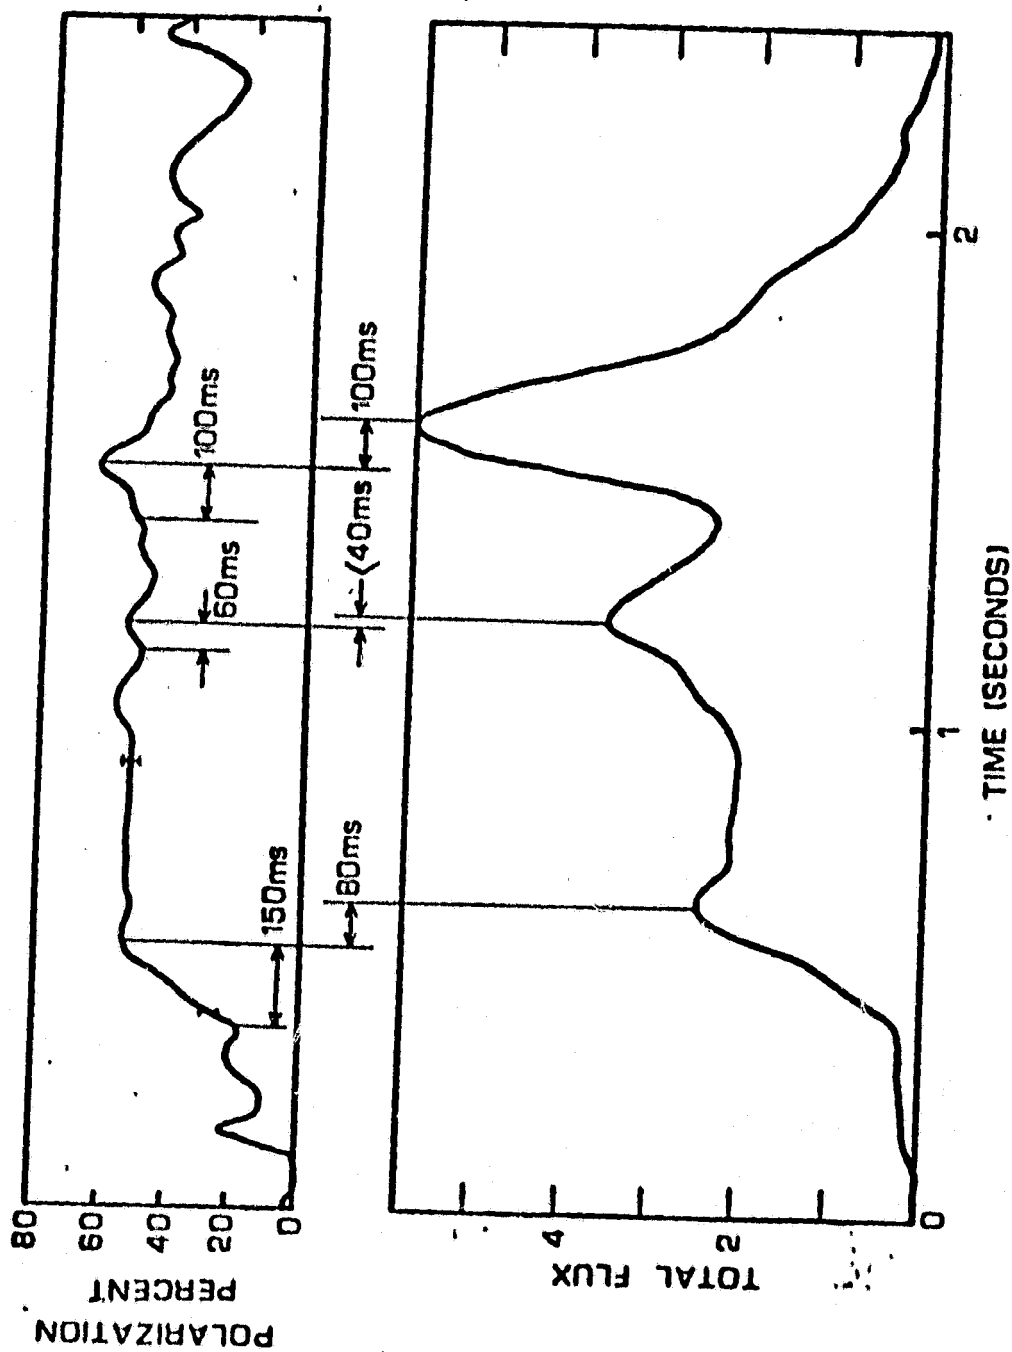 POLARIZATION
PERCENT
80
60
40
20
0
150ms
60ms
100ms
80ms
<40ms
100ms
TOTAL FLUX
4
2
0
1
2
TIME (SECONDS)